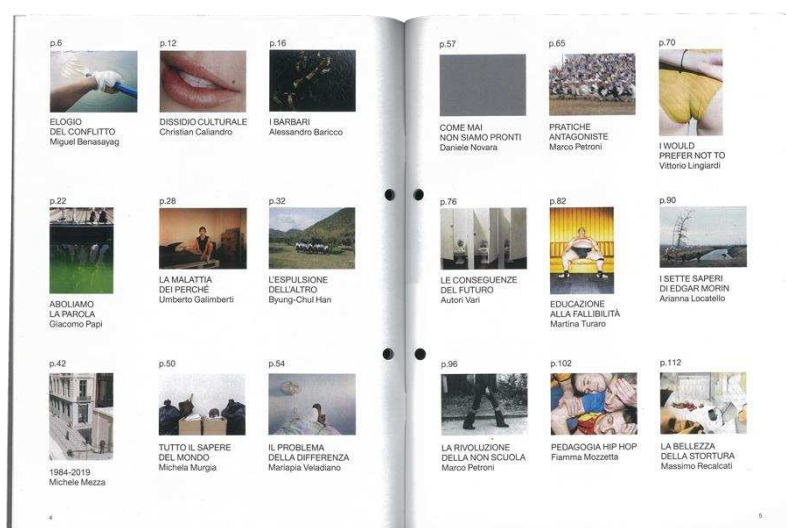 p.6
ELOGIO
DEL CONFLITTO
Miguel Benasayag
p.12
DISSIDIO CULTURALE
Christian Caliandro
p.16
I BARBARI
Alessandro Baricco
p.22
ABOLIAMO
LA PAROLA
Giacomo Papi
p.28
LA MALATTIA
DEI PERCHÉ
Umberto Galimberti
p.32
L'ESPULSIONE
DELL'ALTRO
Byung-Chul Han
p.42
1984-2019
Michele Mezza
p.50
TUTTO IL SAPERE
DEL MONDO
Michela Murgia
p.54
IL PROBLEMA
DELLA DIFFERENZA
Mariapia Veladiano
4
p.57
COME MAI
NON SIAMO PRONTI
Daniele Novara
p.65
PRATICHE
ANTAGONISTE
Marco Petroni
p.70
I WOULD
PREFER NOT TO
Vittorio Lingiardi
p.76
LE CONSEGUENZE
DEL FUTURO
Autori Vari
p.82
EDUCAZIONE
ALLA FALLIBILITÀ
Martina Turaro
p.90
I SETTE SAPERI
DI EDGAR MORIN
Arianna Locatello
p.96
LA RIVOLUZIONE
DELLA NON SCUOLA
Marco Petroni
p.102
PEDAGOGIA HIP HOP
Fiamma Mozzetta
p.112
LA BELLEZZA
DELLA STORTURA
Massimo Recalcati
5